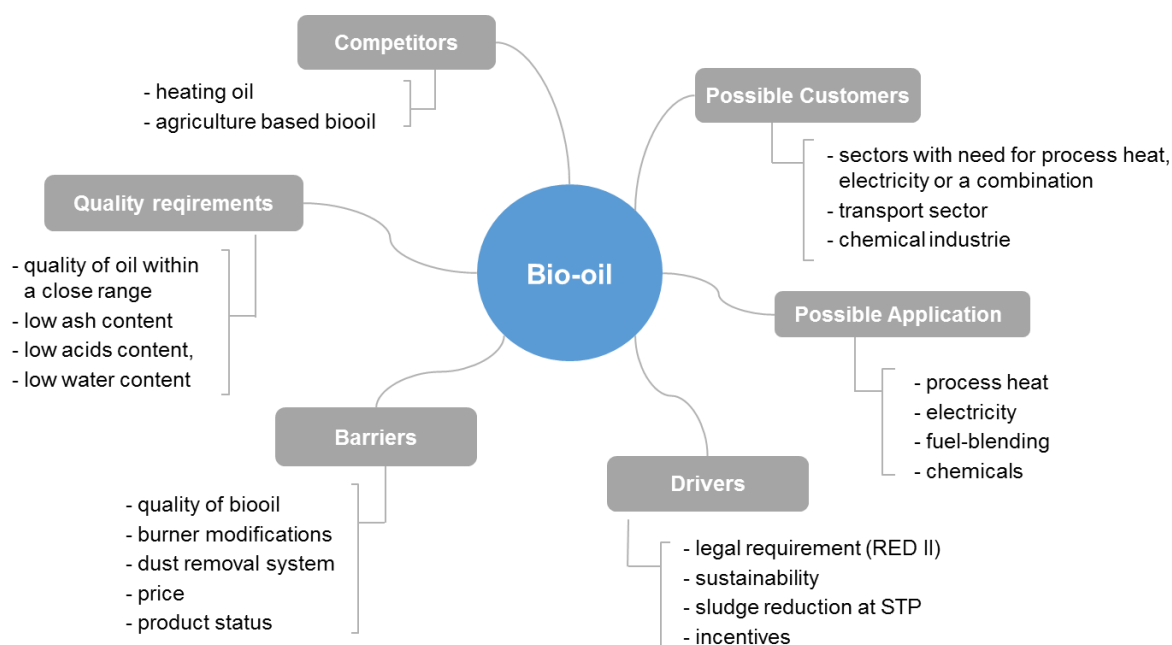 Competitors
- heating oil
- agriculture based biooil
Possible Customers
- sectors with need for process heat,
electricity or a combination
- transport sector
- chemical industrie
Quality reqirements
- quality of oil within
a close range
- low ash content
- low acids content,
- low water content
Bio-oil
Possible Application
- process heat
- electricity
- fuel-blending
- chemicals
Barriers
- quality of biooil
- burner modifications
- dust removal system
- price
- product status
Drivers
- legal requirement (RED II)
- sustainability
- sludge reduction at STP
- incentives